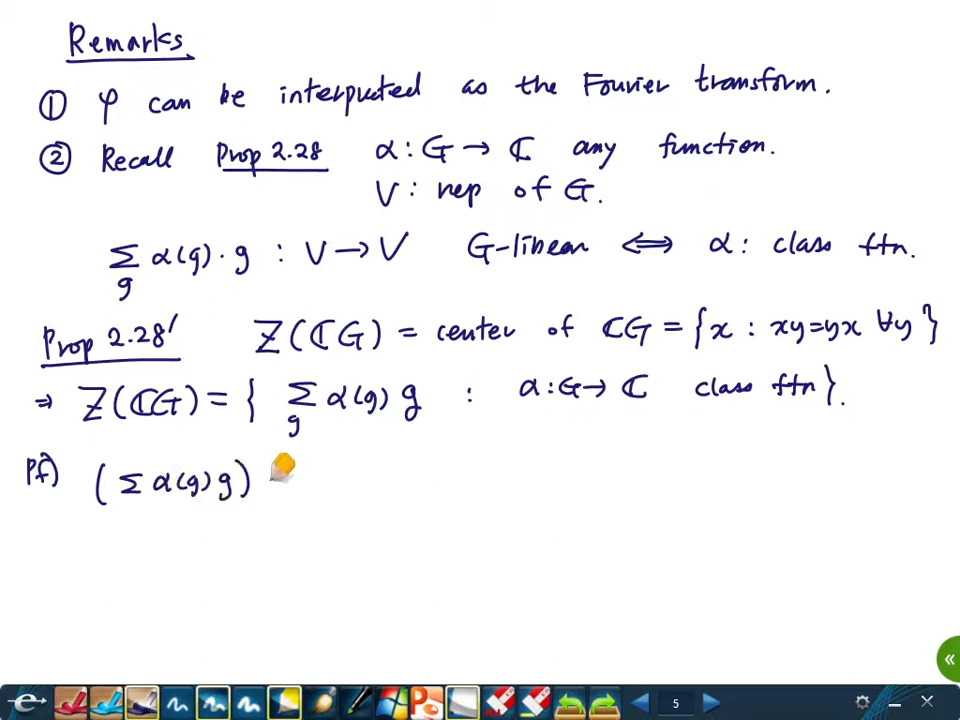 Remarks
① φ can be interpreted as the Fourier transform.
② Recall Prop 2.28 α : G → ℂ any function.
V : rep of G.
Σ_g α(g)·g : V → V G-linear ⟺ α : class ftn.
Prop 2.28' Z(ℂG) = center of ℂG = {x : xy=yx ∀y}
⇒ Z(ℂG) = { Σ_g α(g) g : α : G → ℂ class ftn }.
Pf) (Σ α(g) g)
5